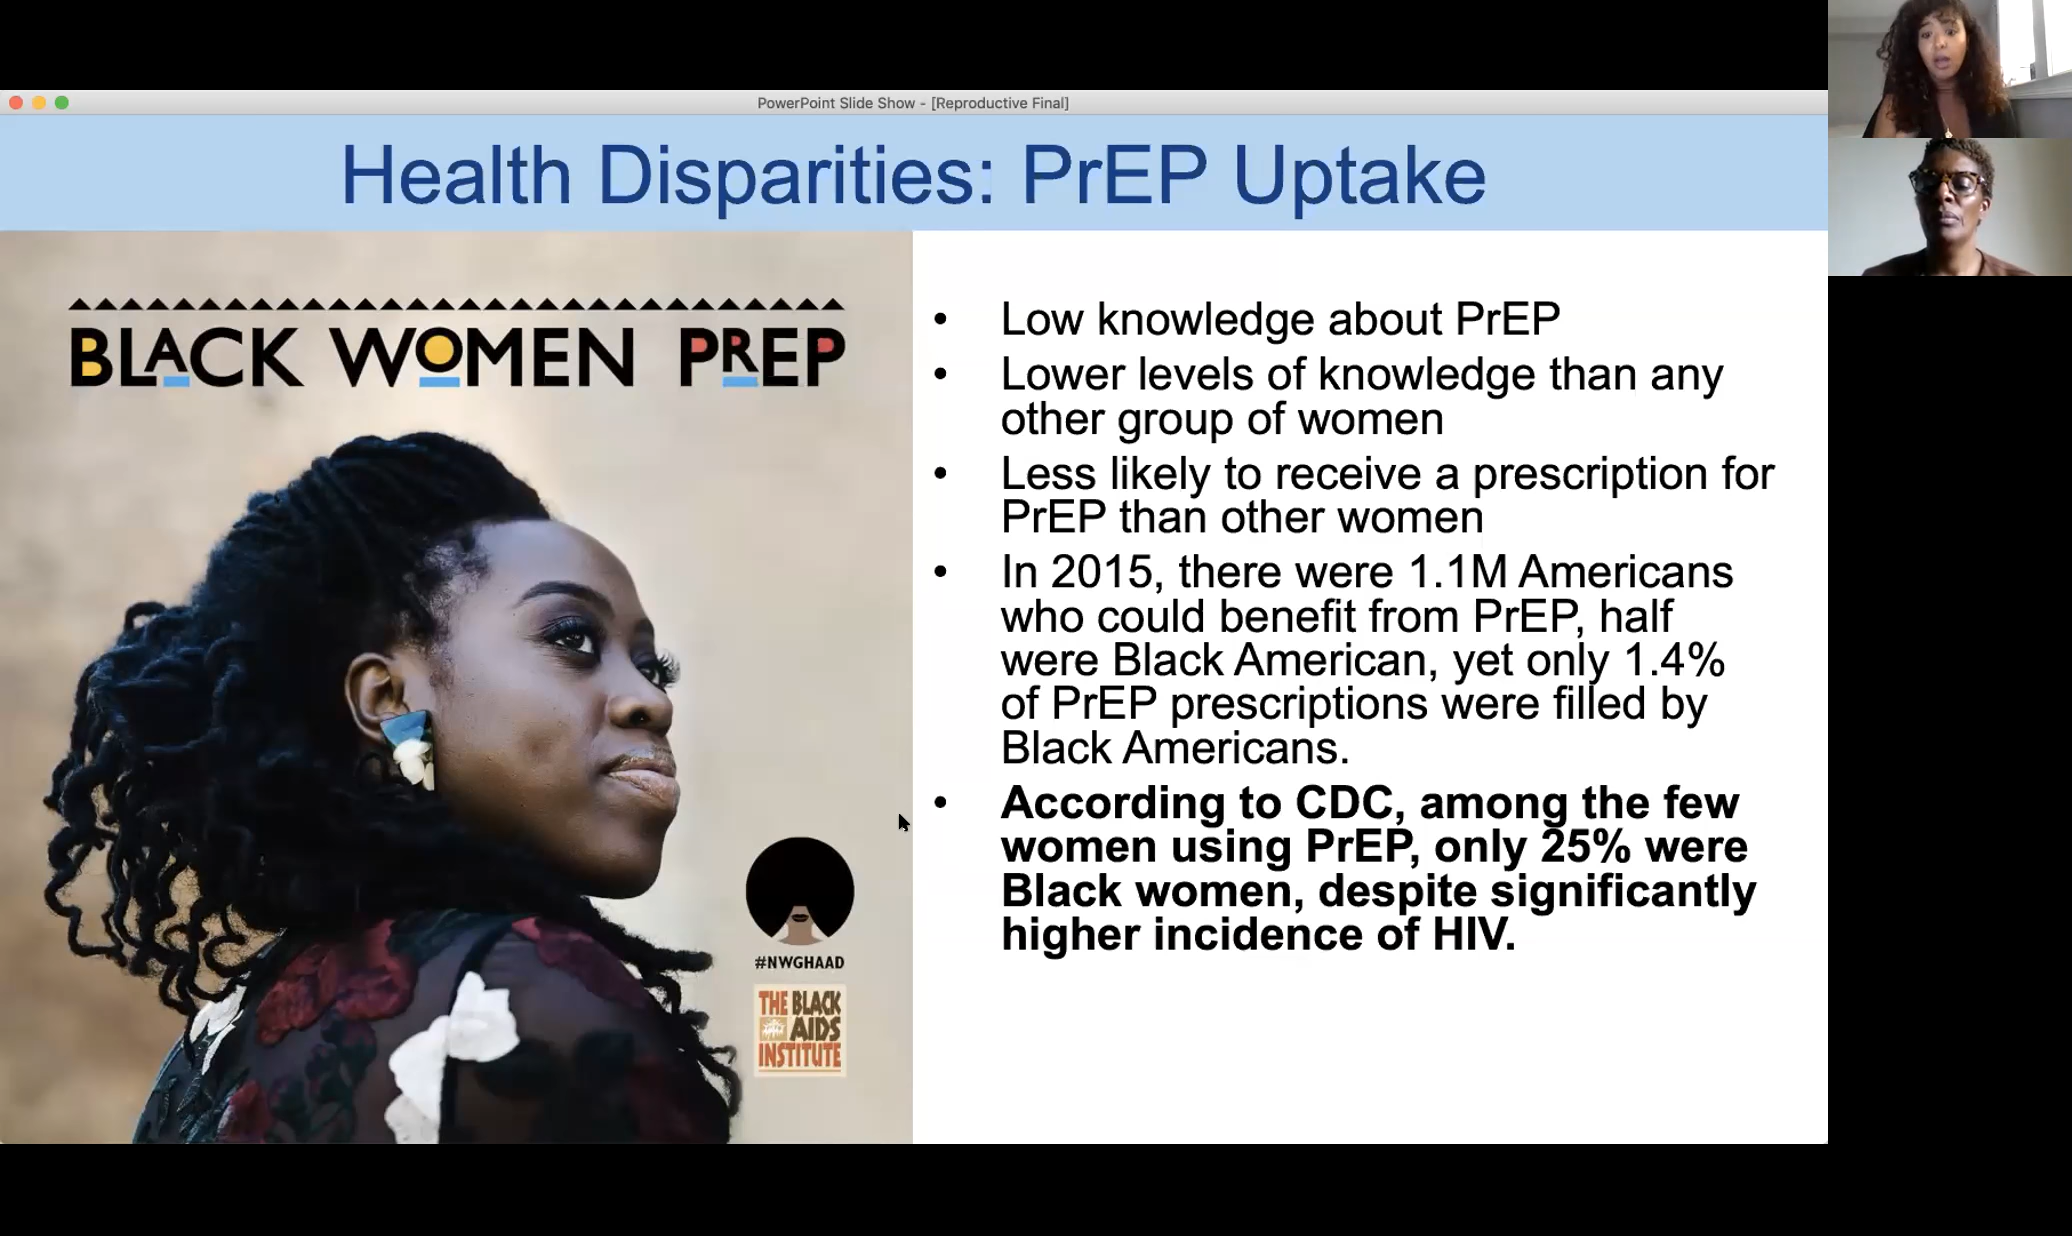 PowerPoint Slide Show - [Reproductive Final]
Health Disparities: PrEP Uptake
BLACK WOMEN PREP
#NWGHAAD
THE BLACK
AIDS
INSTITUTE
• Low knowledge about PrEP
• Lower levels of knowledge than any
other group of women
• Less likely to receive a prescription for
PrEP than other women
• In 2015, there were 1.1M Americans
who could benefit from PrEP, half
were Black American, yet only 1.4%
of PrEP prescriptions were filled by
Black Americans.
• According to CDC, among the few
women using PrEP, only 25% were
Black women, despite significantly
higher incidence of HIV.